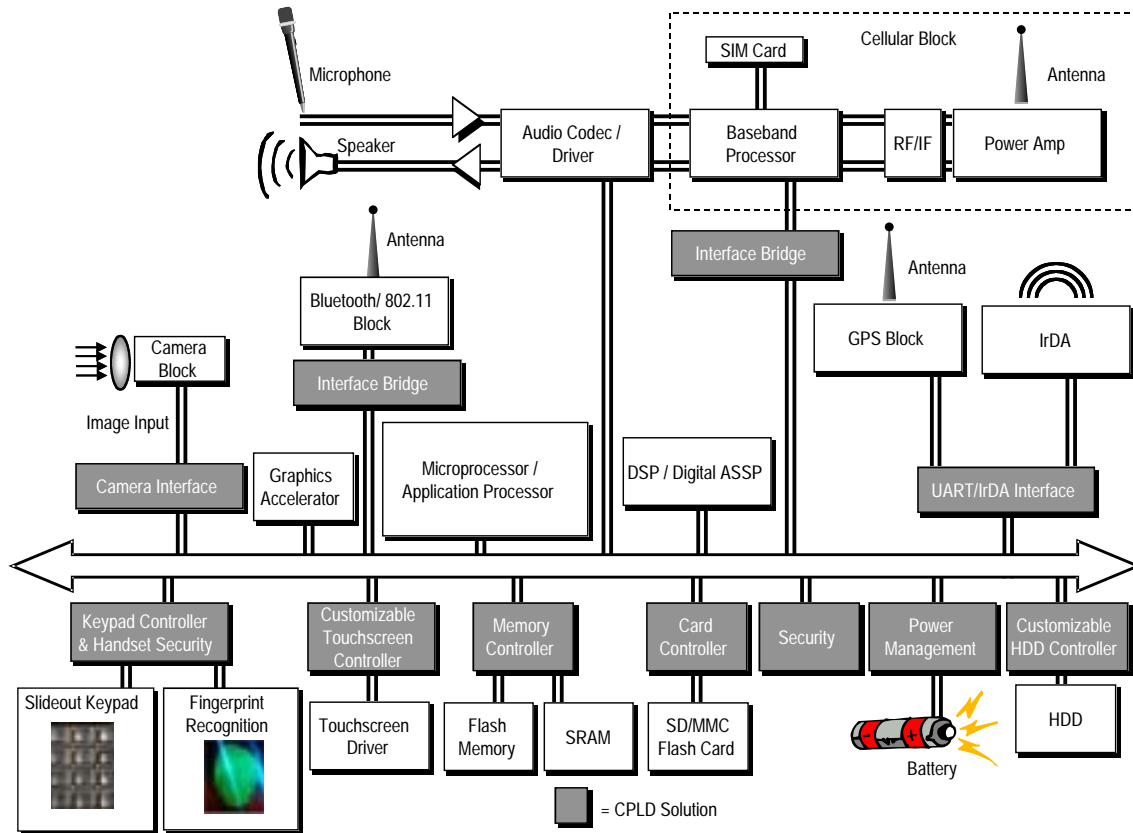 Cellular Block
SIM Card
Microphone
Antenna
Audio Codec /
Driver
Baseband
Processor
RF/IF
Power Amp
Speaker
Antenna
Interface Bridge
Antenna
Bluetooth/ 802.11
Block
GPS Block
IrDA
Camera
Block
Interface Bridge
Image Input
Camera Interface
Graphics
Accelerator
Microprocessor /
Application Processor
DSP / Digital ASSP
UART/IrDA Interface
Keypad Controller
& Handset Security
Customizable
Touchscreen
Controller
Memory
Controller
Card
Controller
Security
Power
Management
Customizable
HDD Controller
Slideout Keypad
Fingerprint
Recognition
Touchscreen
Driver
Flash
Memory
SRAM
SD/MMC
Flash Card
- +
Battery
HDD
= CPLD Solution